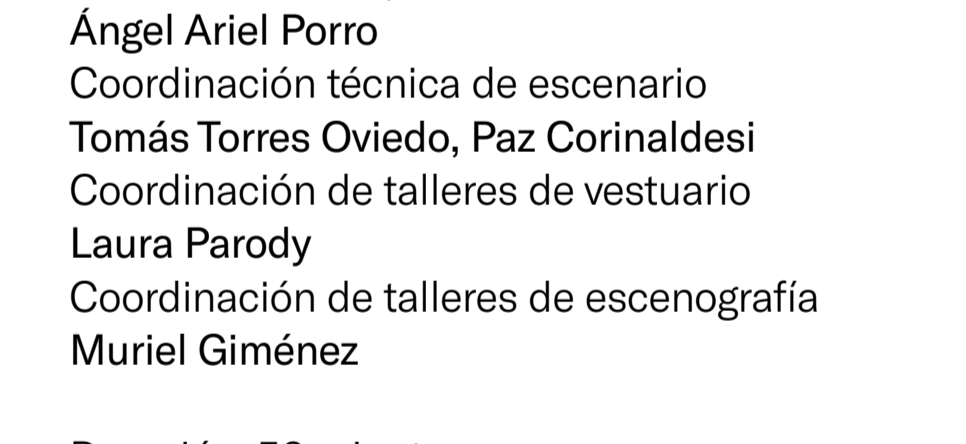 Ángel Ariel Porro
Coordinación técnica de escenario
Tomás Torres Oviedo, Paz Corinaldesi
Coordinación de talleres de vestuario
Laura Parody
Coordinación de talleres de escenografía
Muriel Giménez